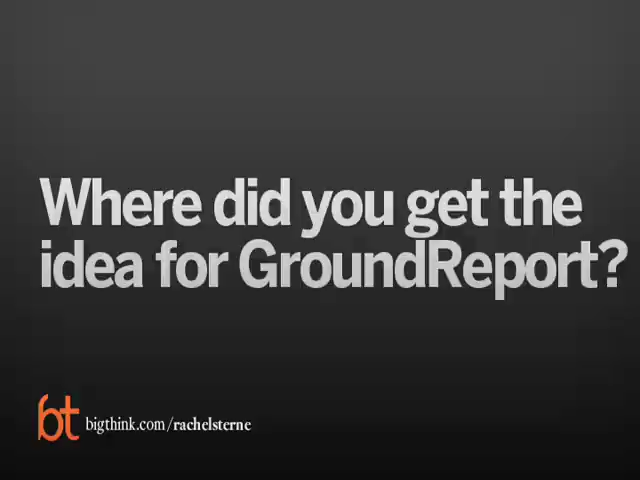 Where did you get the
idea for GroundReport?
bt bigthink.com/rachelsterne